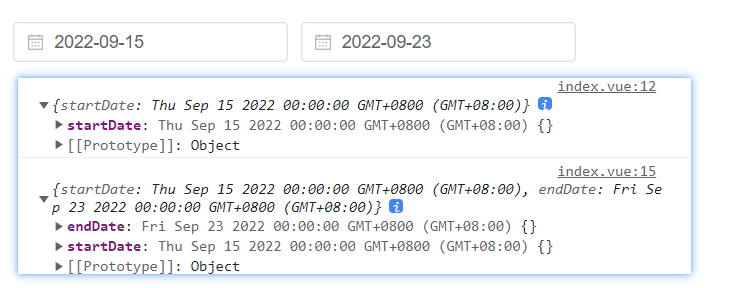 2022-09-15 2022-09-23
index.vue:12
{startDate: Thu Sep 15 2022 00:00:00 GMT+0800 (GMT+08:00)} i
startDate: Thu Sep 15 2022 00:00:00 GMT+0800 (GMT+08:00) {}
[[Prototype]]: Object
index.vue:15
{startDate: Thu Sep 15 2022 00:00:00 GMT+0800 (GMT+08:00), endDate: Fri Se
p 23 2022 00:00:00 GMT+0800 (GMT+08:00)} i
endDate: Fri Sep 23 2022 00:00:00 GMT+0800 (GMT+08:00) {}
startDate: Thu Sep 15 2022 00:00:00 GMT+0800 (GMT+08:00) {}
[[Prototype]]: Object